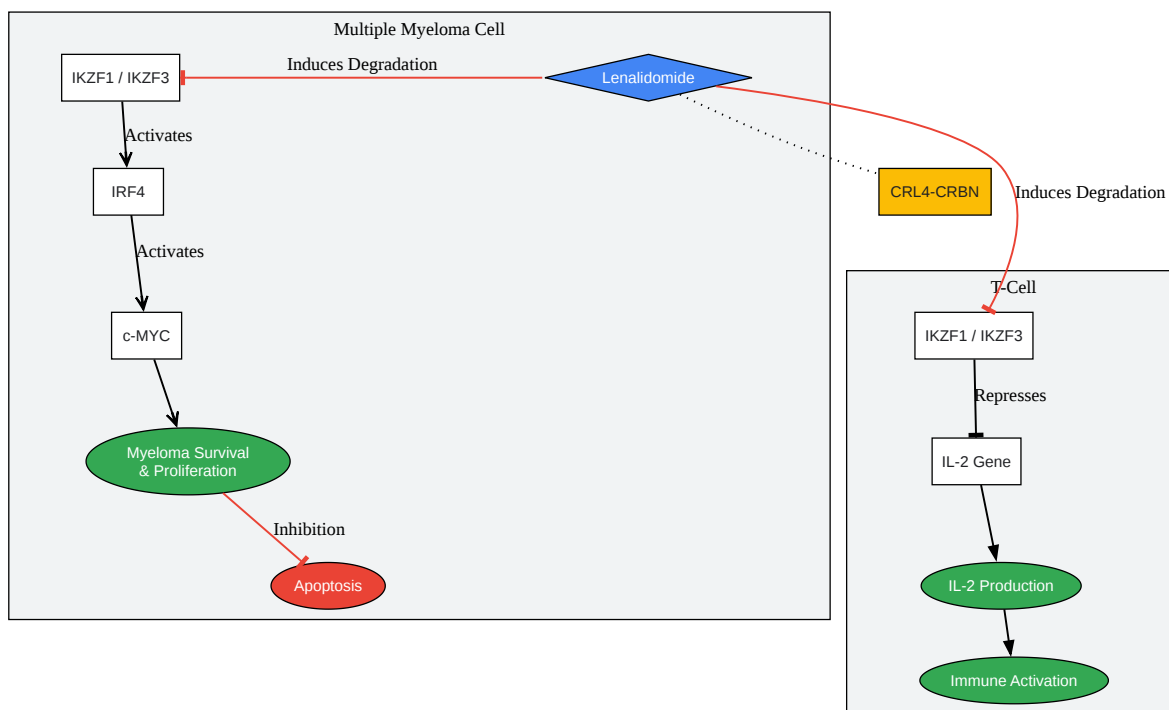 Multiple Myeloma Cell
Induces Degradation
IKZF1 / IKZF3
Lenalidomide
Activates
IRF4
CRL4-CRBN
Induces Degradation
Activates
T-Cell
c-MYC
IKZF1 / IKZF3
Represses
Myeloma Survival
& Proliferation
IL-2 Gene
Inhibition
Apoptosis
IL-2 Production
Immune Activation